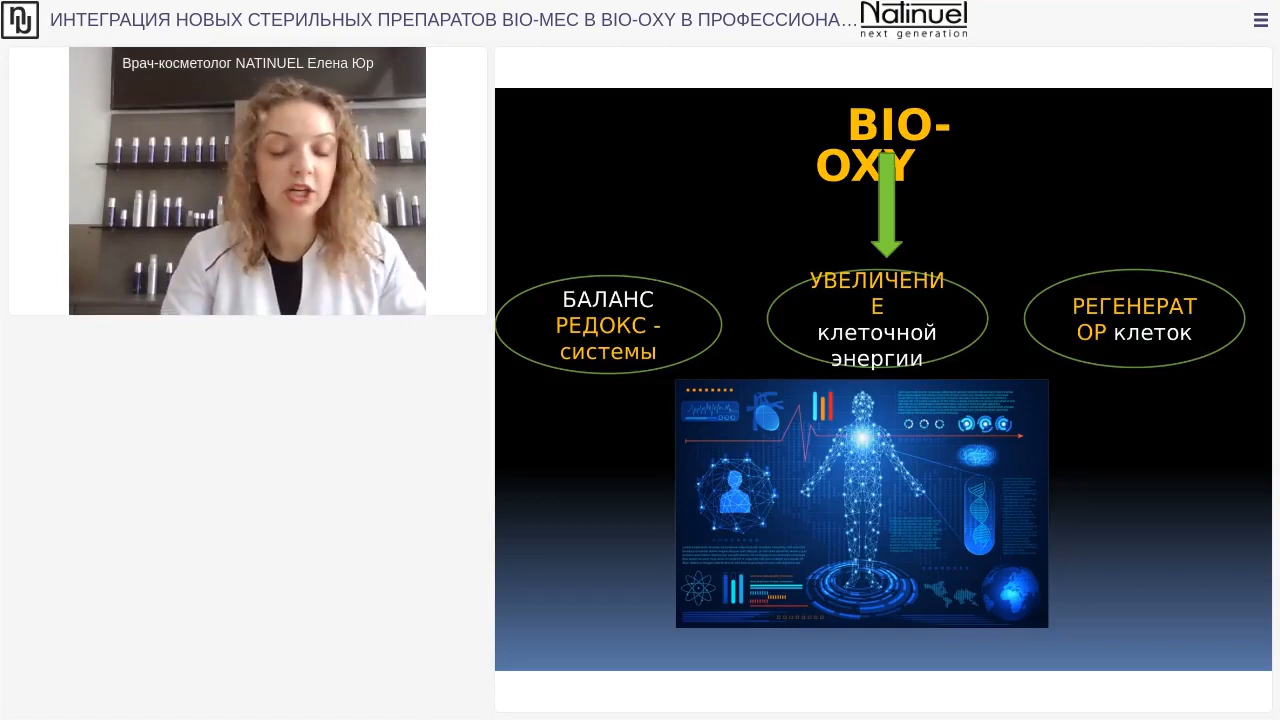 ИНТЕГРАЦИЯ НОВЫХ СТЕРИЛЬНЫХ ПРЕПАРАТОВ BIO-MEC B BIO-OXY В ПРОФЕССИОНА…
Natinuel
next generation
Врач-косметолог NATINUEL Елена Юр
BIO-
OXY
БАЛАНС
РЕДОКС -
системы
УВЕЛИЧЕНИ
Е
клеточной
энергии
РЕГЕНЕРАТ
ОР клеток